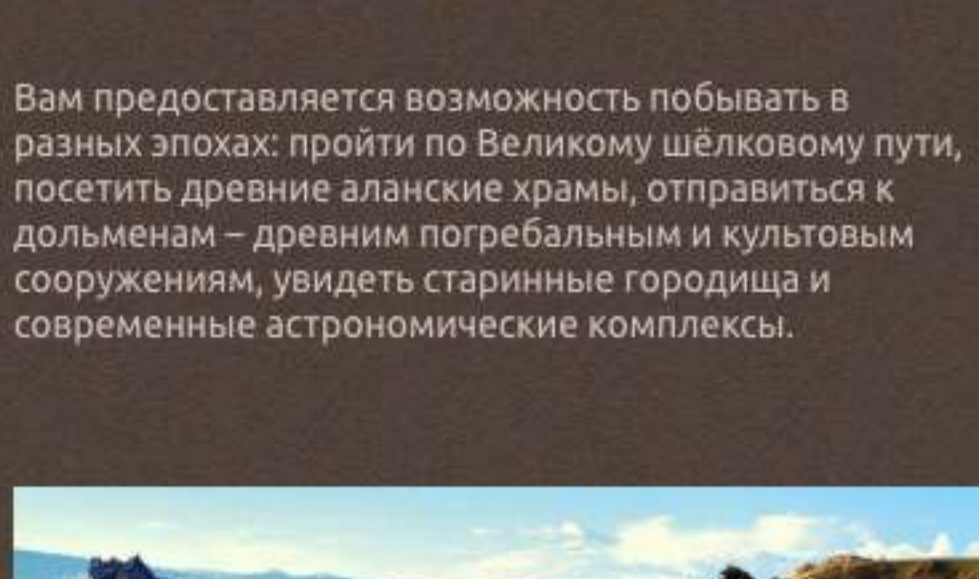 Вам предоставляется возможность побывать в
разных эпохах: пройти по Великому шёлковому пути,
посетить древние аланские храмы, отправиться к
дольменам – древним погребальным и культовым
сооружениям, увидеть старинные городища и
современные астрономические комплексы.